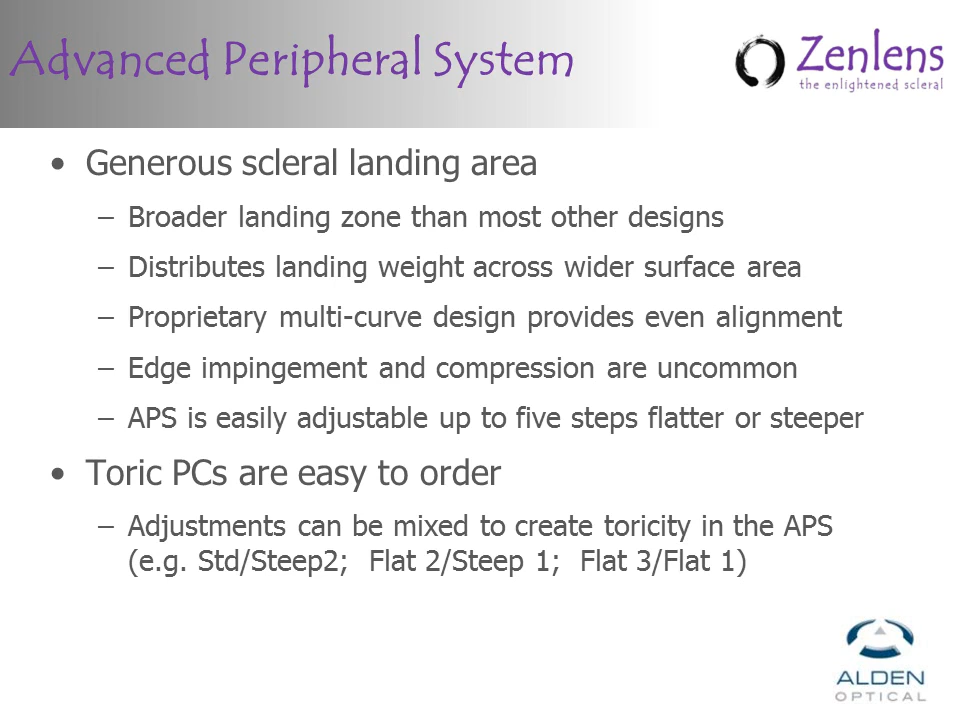 Advanced Peripheral System
Zenlens
the enlightened scleral
• Generous scleral landing area
– Broader landing zone than most other designs
– Distributes landing weight across wider surface area
– Proprietary multi-curve design provides even alignment
– Edge impingement and compression are uncommon
– APS is easily adjustable up to five steps flatter or steeper
• Toric PCs are easy to order
– Adjustments can be mixed to create toricity in the APS
(e.g. Std/Steep2;  Flat 2/Steep 1;  Flat 3/Flat 1)
ALDEN
OPTICAL